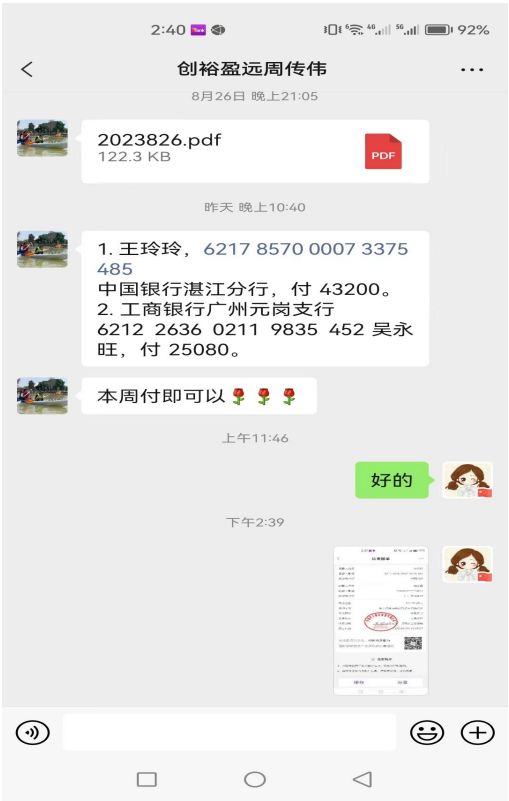 2:40
92%
创裕盈远周传伟
8月26日 晚上21:05
2023826.pdf
122.3 KB
PDF
昨天 晚上10:40
1. 王玲玲，6217 8570 0007 3375
485
中国银行湛江分行，付 43200。
2. 工商银行广州元岗支行
6212 2636 0211 9835 452 吴永
旺，付 25080。
本周付即可以
上午11:46
好的
下午2:39